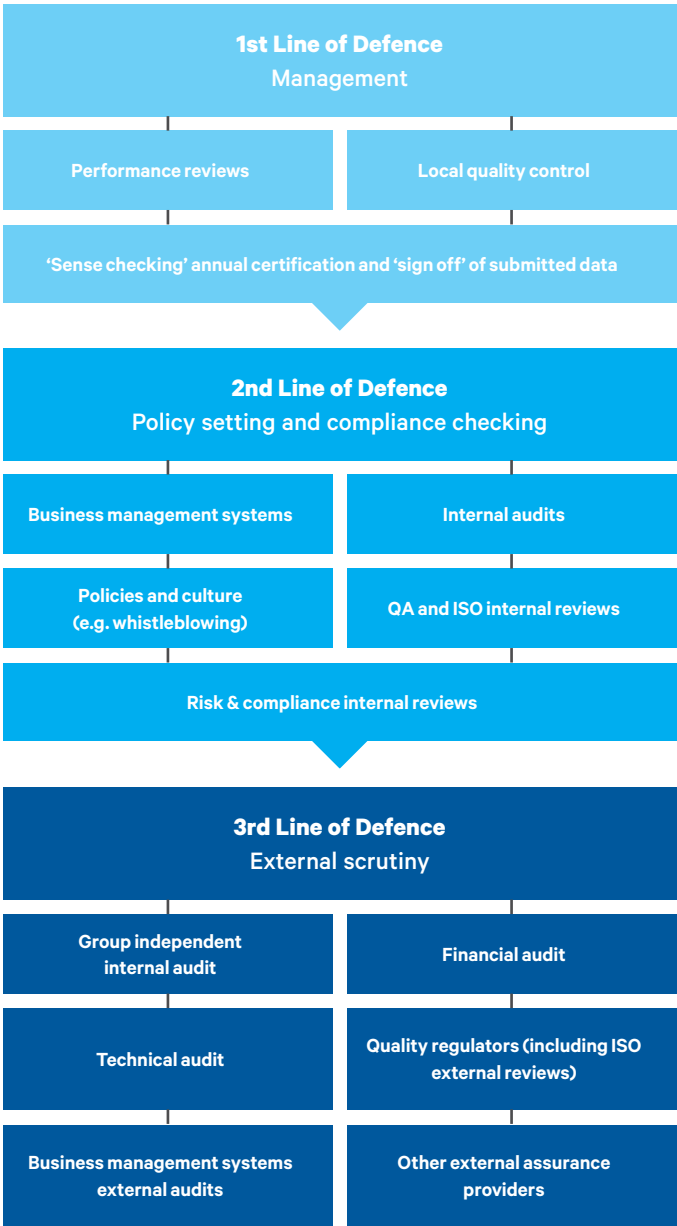 1st Line of Defence
Management
Performance reviews
Local quality control
‘Sense checking’ annual certification and ‘sign off’ of submitted data
2nd Line of Defence
Policy setting and compliance checking
Business management systems
Internal audits
Policies and culture
(e.g. whistleblowing)
QA and ISO internal reviews
Risk & compliance internal reviews
3rd Line of Defence
External scrutiny
Group independent
internal audit
Financial audit
Technical audit
Quality regulators (including ISO
external reviews)
Business management systems
external audits
Other external assurance
providers